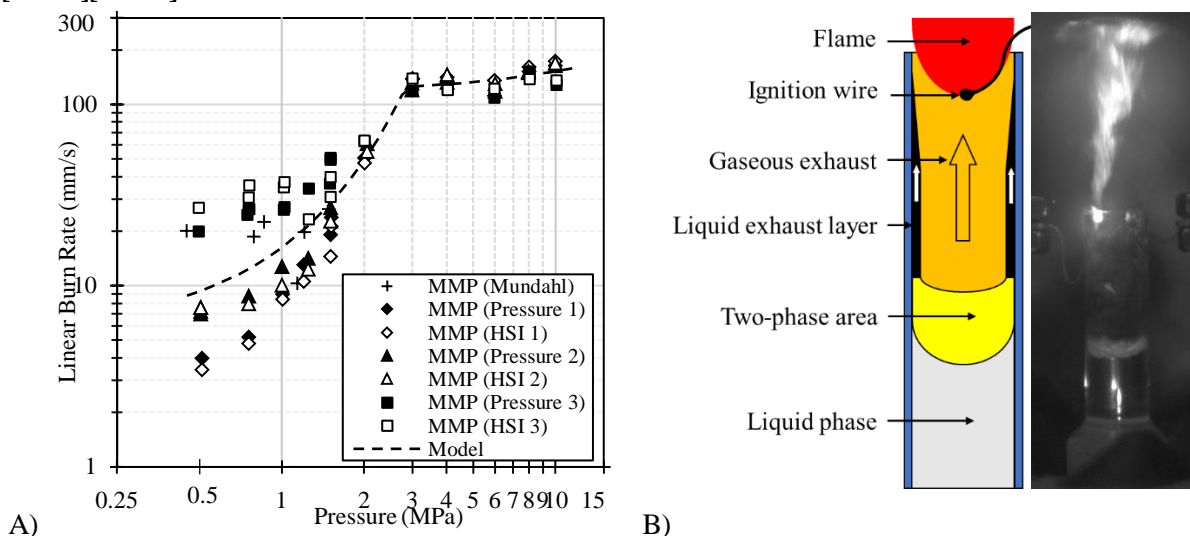 300
100
10
1
Linear Burn Rate (mm/s)
0.25 0.5 1 2 3 4 5 6 7 8 9 10 15
Pressure (MPa)
MMP (Mundahl)
MMP (Pressure 1)
MMP (HSI 1)
MMP (Pressure 2)
MMP (HSI 2)
MMP (Pressure 3)
MMP (HSI 3)
Model
A)
Flame
Ignition wire
Gaseous exhaust
Liquid exhaust layer
Two-phase area
Liquid phase
B)